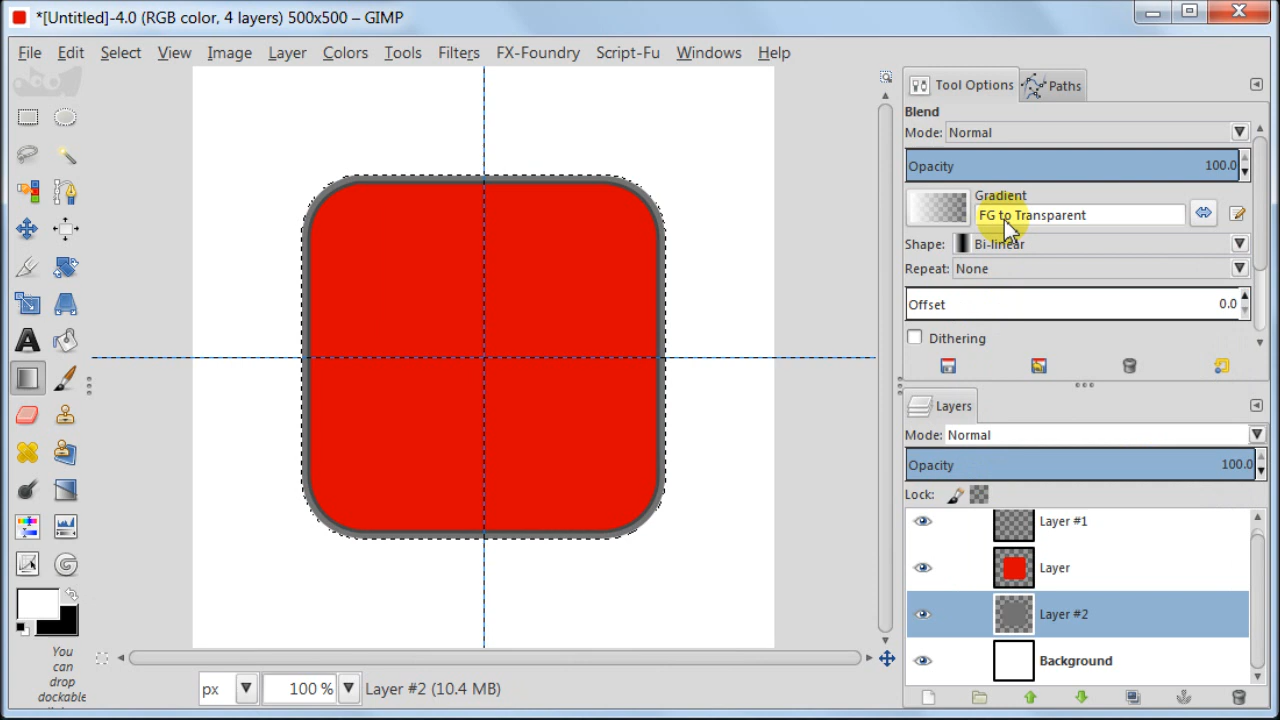 *[Untitled]-4.0 (RGB color, 4 layers) 500x500 – GIMP
File Edit Select View Image Layer Colors Tools Filters FX-Foundry Script-Fu Windows Help
Tool Options Paths
Blend
Mode: Normal
Opacity 100.0
Gradient
FG to Transparent
Shape: Bi-linear
Repeat: None
Offset 0.0
Dithering
Layers
Mode: Normal
Opacity 100.0
Lock:
Layer #1
Layer
Layer #2
Background
You
can
drop
dockable
px 100 % Layer #2 (10.4 MB)